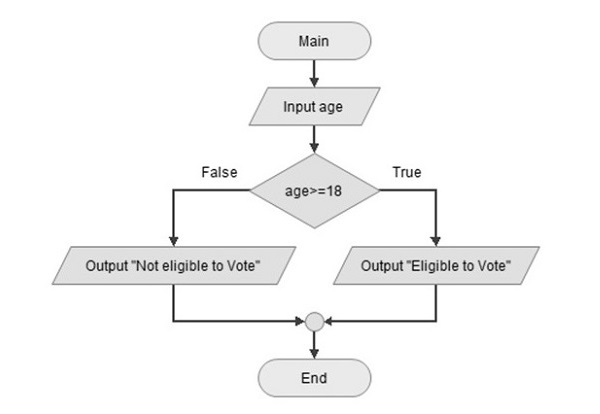 Main
Input age
False
True
age>=18
Output "Not eligible to Vote"
Output "Eligible to Vote"
End